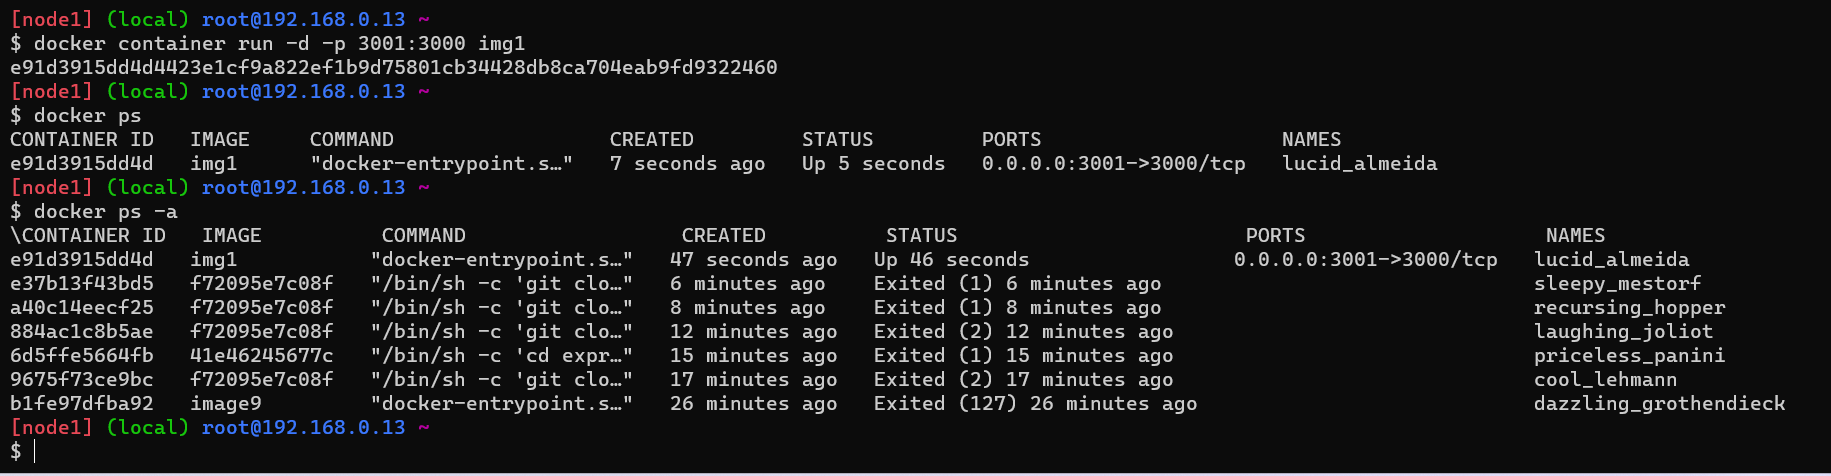 [node1] (local) root@192.168.0.13 ~
$ docker container run -d -p 3001:3000 img1
e91d3915dd4d4423e1cf9a822ef1b9d75801cb34428db8ca704eab9fd9322460
[node1] (local) root@192.168.0.13 ~
$ docker ps
CONTAINER ID   IMAGE     COMMAND                  CREATED         STATUS         PORTS                    NAMES
e91d3915dd4d   img1      "docker-entrypoint.s…"   7 seconds ago   Up 5 seconds   0.0.0.0:3001->3000/tcp   lucid_almeida
[node1] (local) root@192.168.0.13 ~
$ docker ps -a
\CONTAINER ID   IMAGE          COMMAND                  CREATED          STATUS                        PORTS                    NAMES
e91d3915dd4d   img1           "docker-entrypoint.s…"   47 seconds ago   Up 46 seconds                 0.0.0.0:3001->3000/tcp   lucid_almeida
e37b13f43bd5   f72095e7c08f   "/bin/sh -c 'git clo…"   6 minutes ago    Exited (1) 6 minutes ago                               sleepy_mestorf
a40c14eecf25   f72095e7c08f   "/bin/sh -c 'git clo…"   8 minutes ago    Exited (1) 8 minutes ago                               recursing_hopper
884ac1c8b5ae   f72095e7c08f   "/bin/sh -c 'git clo…"   12 minutes ago   Exited (2) 12 minutes ago                              laughing_joliot
6d5ffe5664fb   41e46245677c   "/bin/sh -c 'cd expr…"   15 minutes ago   Exited (1) 15 minutes ago                              priceless_panini
9675f73ce9bc   f72095e7c08f   "/bin/sh -c 'git clo…"   17 minutes ago   Exited (2) 17 minutes ago                              cool_lehmann
b1fe97dfba92   image9         "docker-entrypoint.s…"   26 minutes ago   Exited (127) 26 minutes ago                            dazzling_grothendieck
[node1] (local) root@192.168.0.13 ~
$